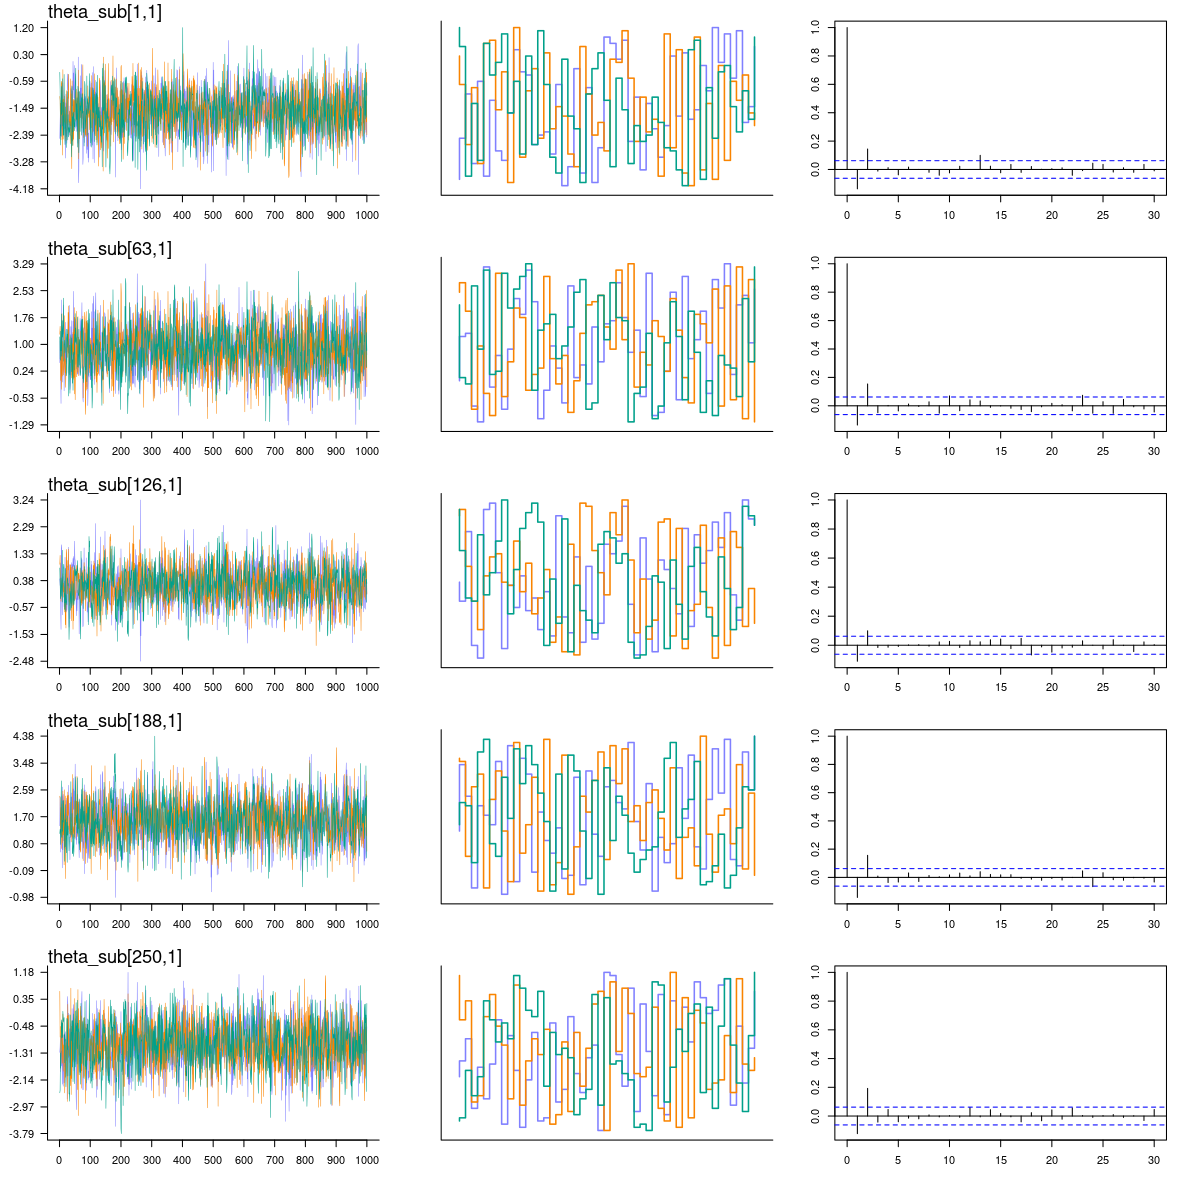 theta_sub[1,1]
1.20
0.30
-0.59
-1.49
-2.39
-3.28
-4.18
0 100 200 300 400 500 600 700 800 900 1000
0.0 0.2 0.4 0.6 0.8 1.0
0 5 10 15 20 25 30
theta_sub[63,1]
3.29
2.53
1.76
1.00
0.24
-0.53
-1.29
0 100 200 300 400 500 600 700 800 900 1000
0.0 0.2 0.4 0.6 0.8 1.0
0 5 10 15 20 25 30
theta_sub[126,1]
3.24
2.29
1.33
0.38
-0.57
-1.53
-2.48
0 100 200 300 400 500 600 700 800 900 1000
0.0 0.2 0.4 0.6 0.8 1.0
0 5 10 15 20 25 30
theta_sub[188,1]
4.38
3.48
2.59
1.70
0.80
-0.09
-0.98
0 100 200 300 400 500 600 700 800 900 1000
0.0 0.2 0.4 0.6 0.8 1.0
0 5 10 15 20 25 30
theta_sub[250,1]
1.18
0.35
-0.48
-1.31
-2.14
-2.97
-3.79
0 100 200 300 400 500 600 700 800 900 1000
0.0 0.2 0.4 0.6 0.8 1.0
0 5 10 15 20 25 30